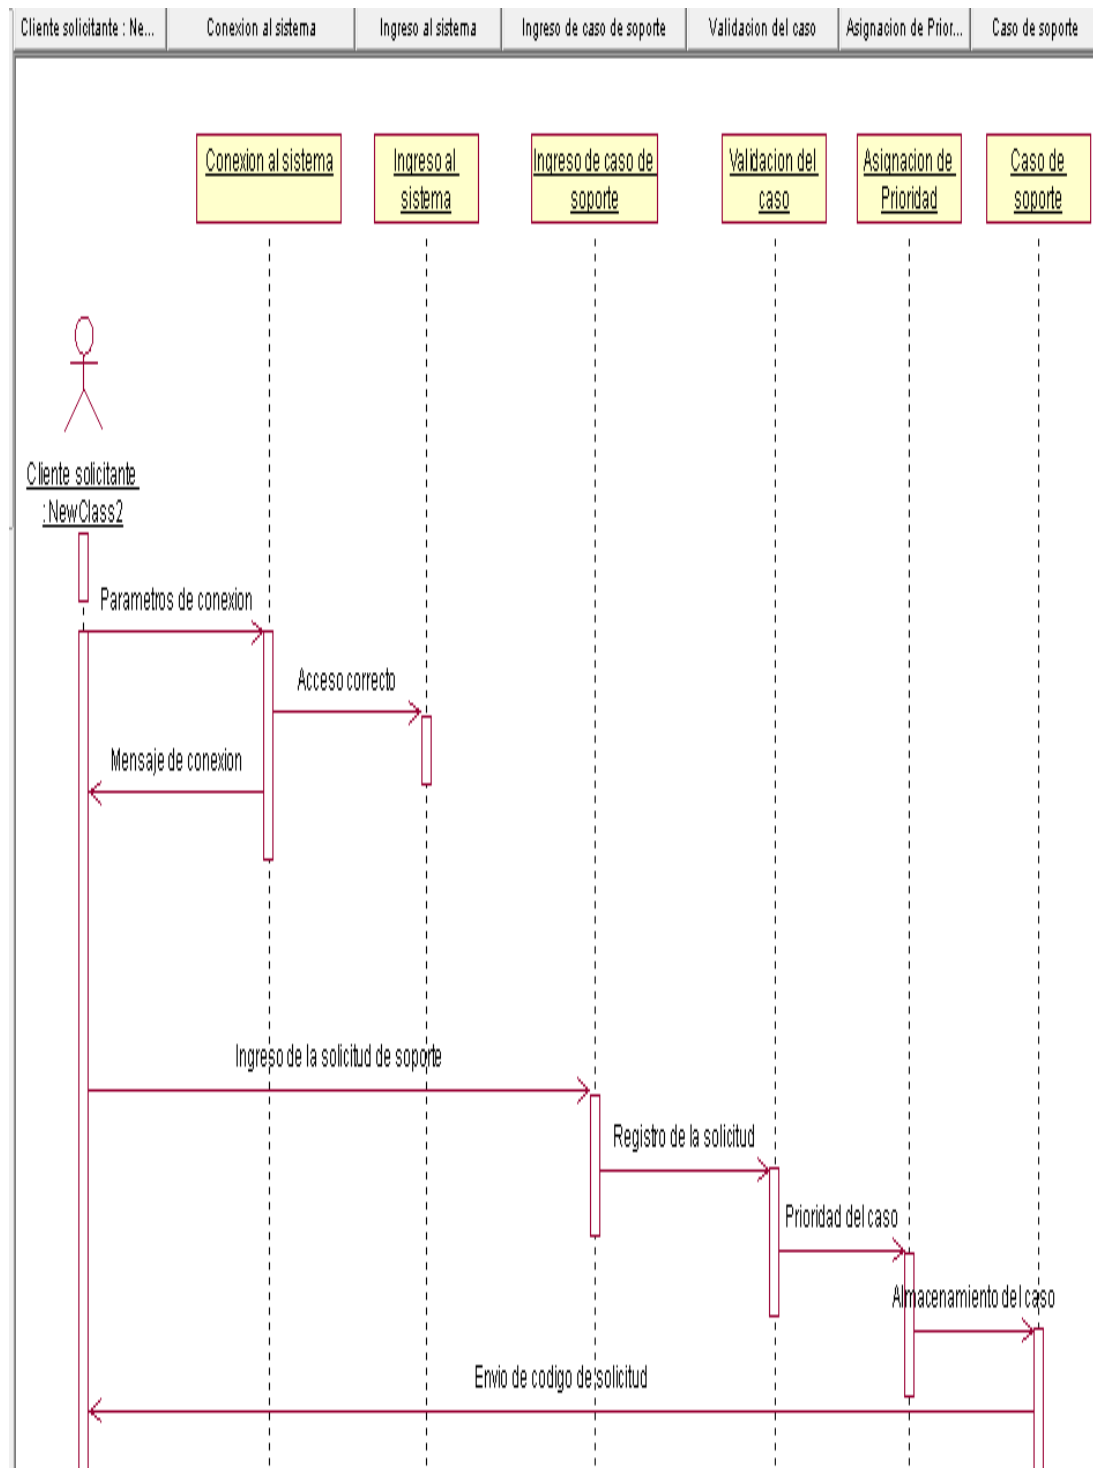 Cliente solicitante : Ne...
Conexion al sistema
Ingreso al sistema
Ingreso de caso de soporte
Validacion del caso
Asignacion de Prior...
Caso de soporte
Conexion al sistema
Ingreso al
sistema
Ingreso de caso de
soporte
Validacion del
caso
Asignacion de
Prioridad
Caso de
soporte
Cliente solicitante
: NewClass2
Parametros de conexion
Acceso correcto
Mensaje de conexion
Ingreso de la solicitud de soporte
Registro de la solicitud
Prioridad del caso
Almacenamiento del caso
Envio de codigo de solicitud